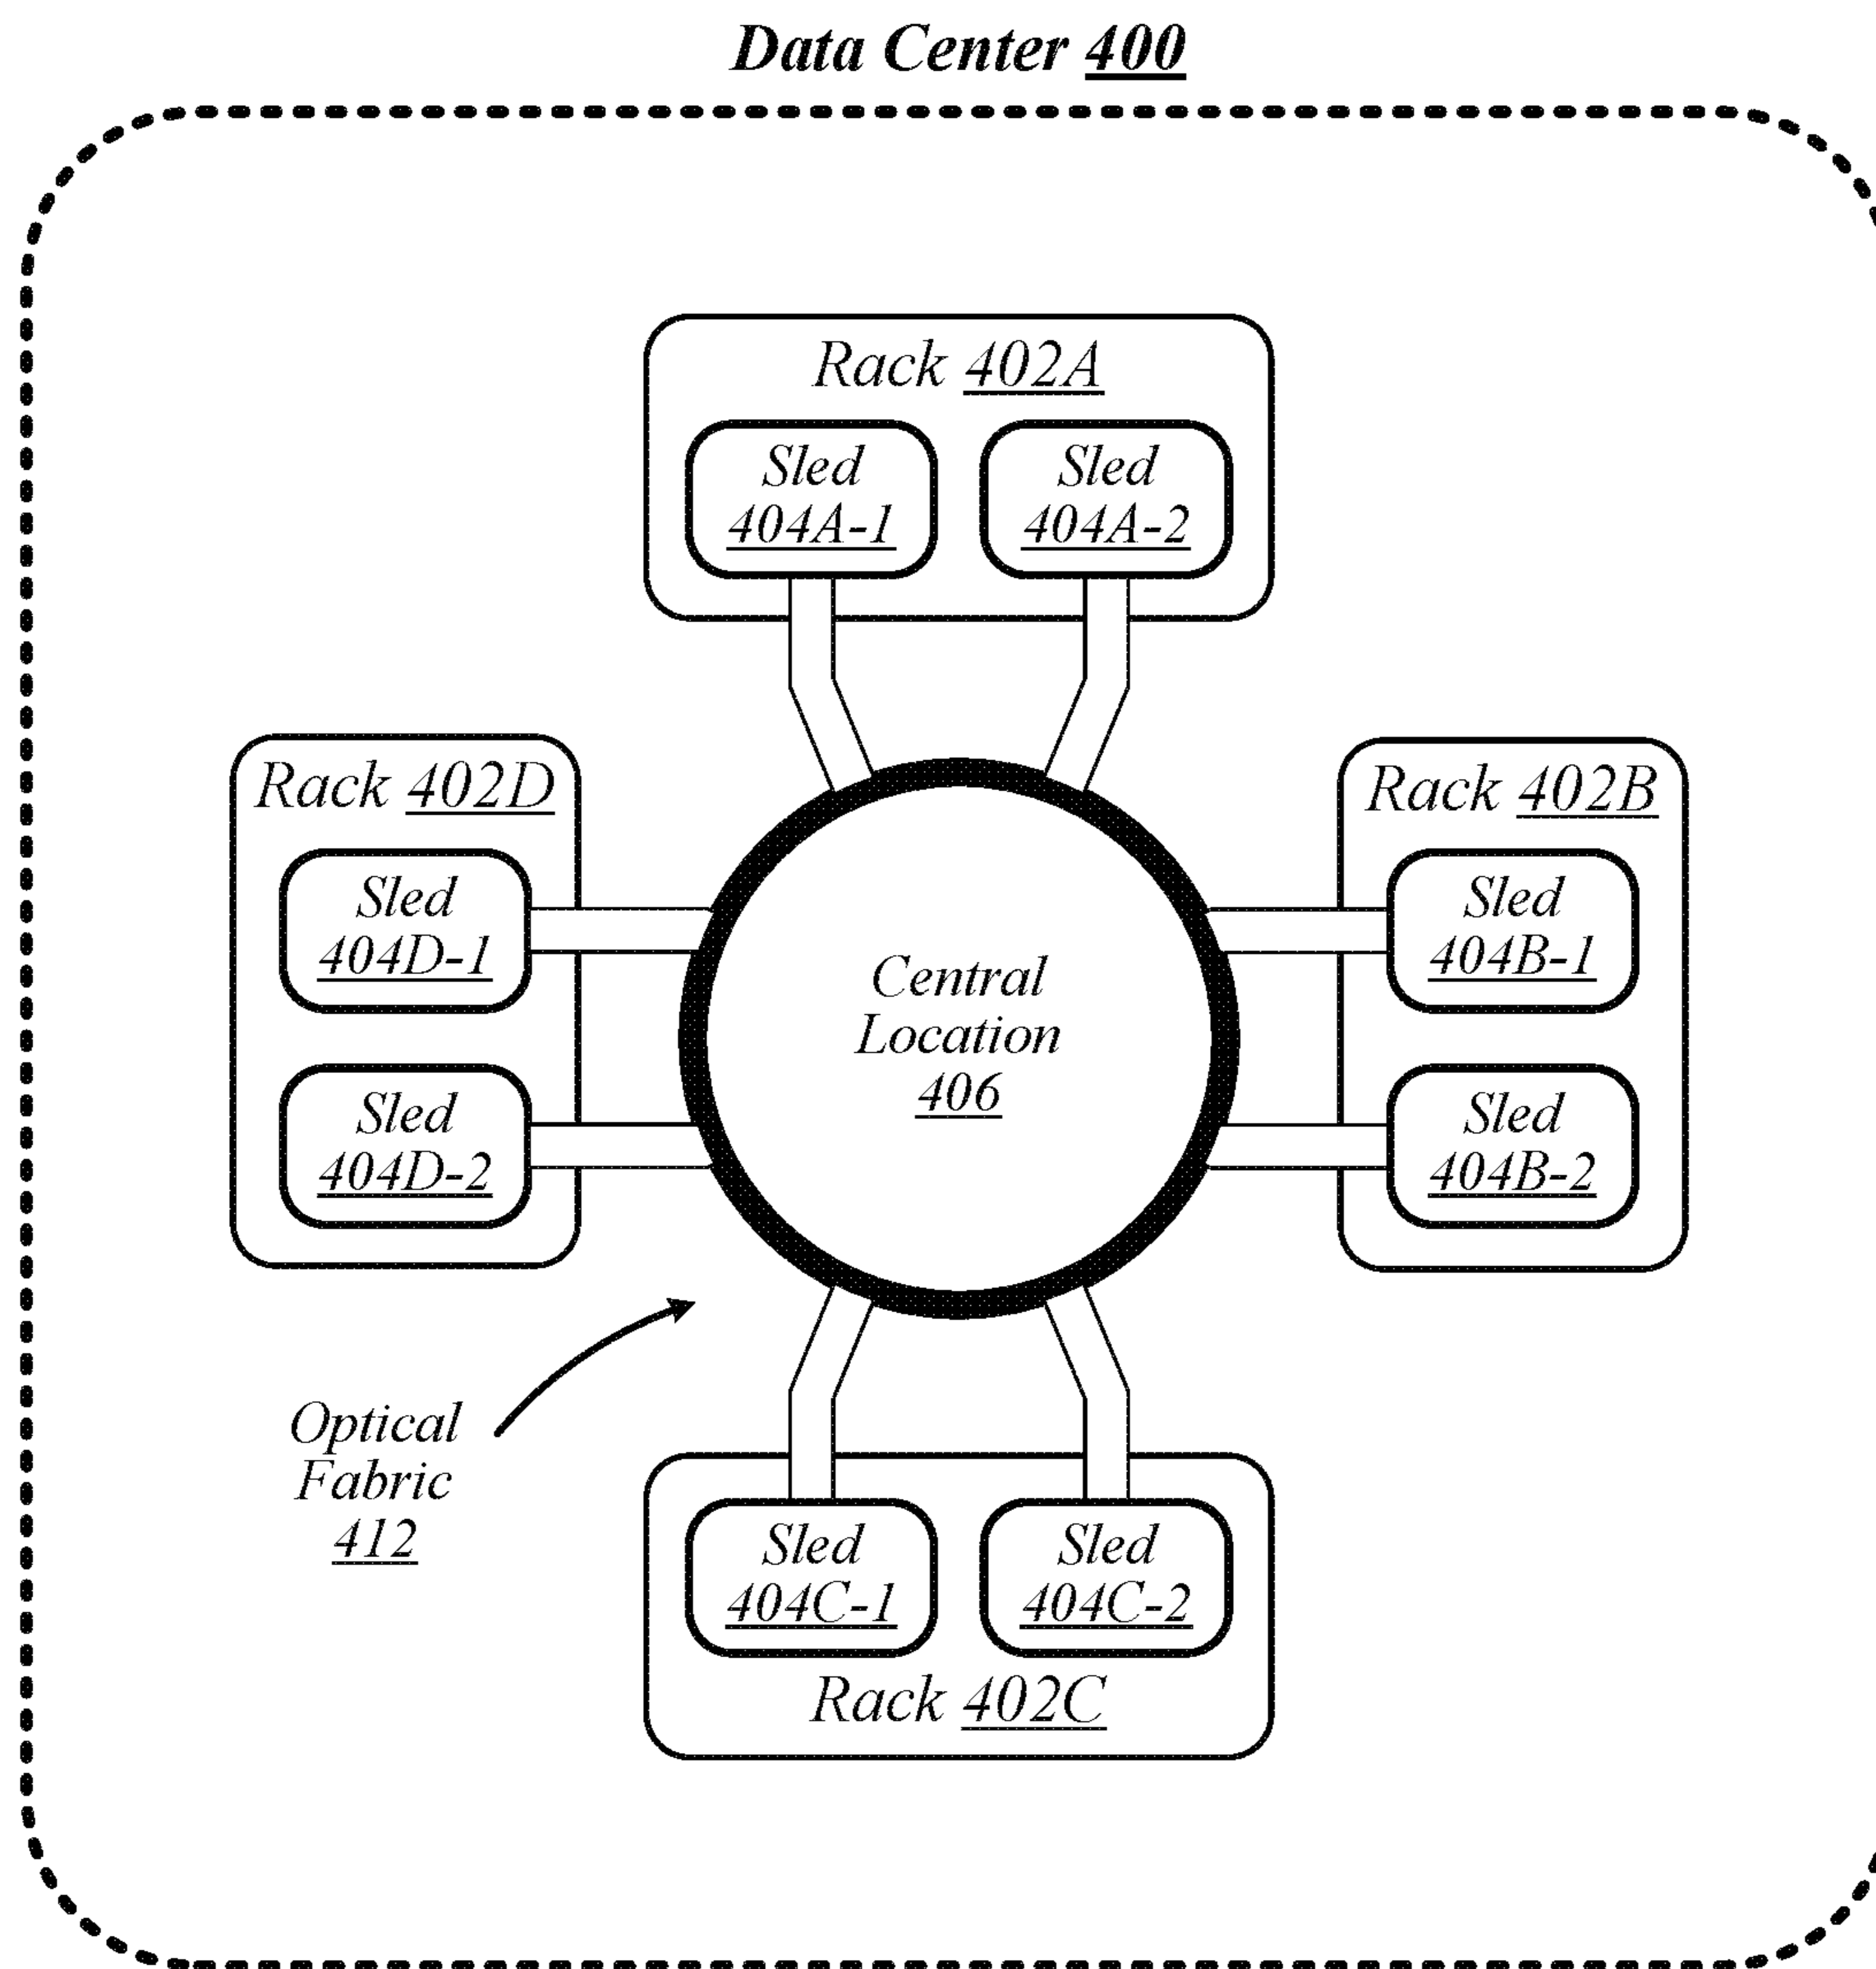 Data Center 400
Rack 402A
Sled
404A-1
Sled
404A-2
Rack 402D
Sled
404D-1
Sled
404D-2
Central
Location
406
Rack 402B
Sled
404B-1
Sled
404B-2
Optical
Fabric
412
Sled
404C-1
Sled
404C-2
Rack 402C